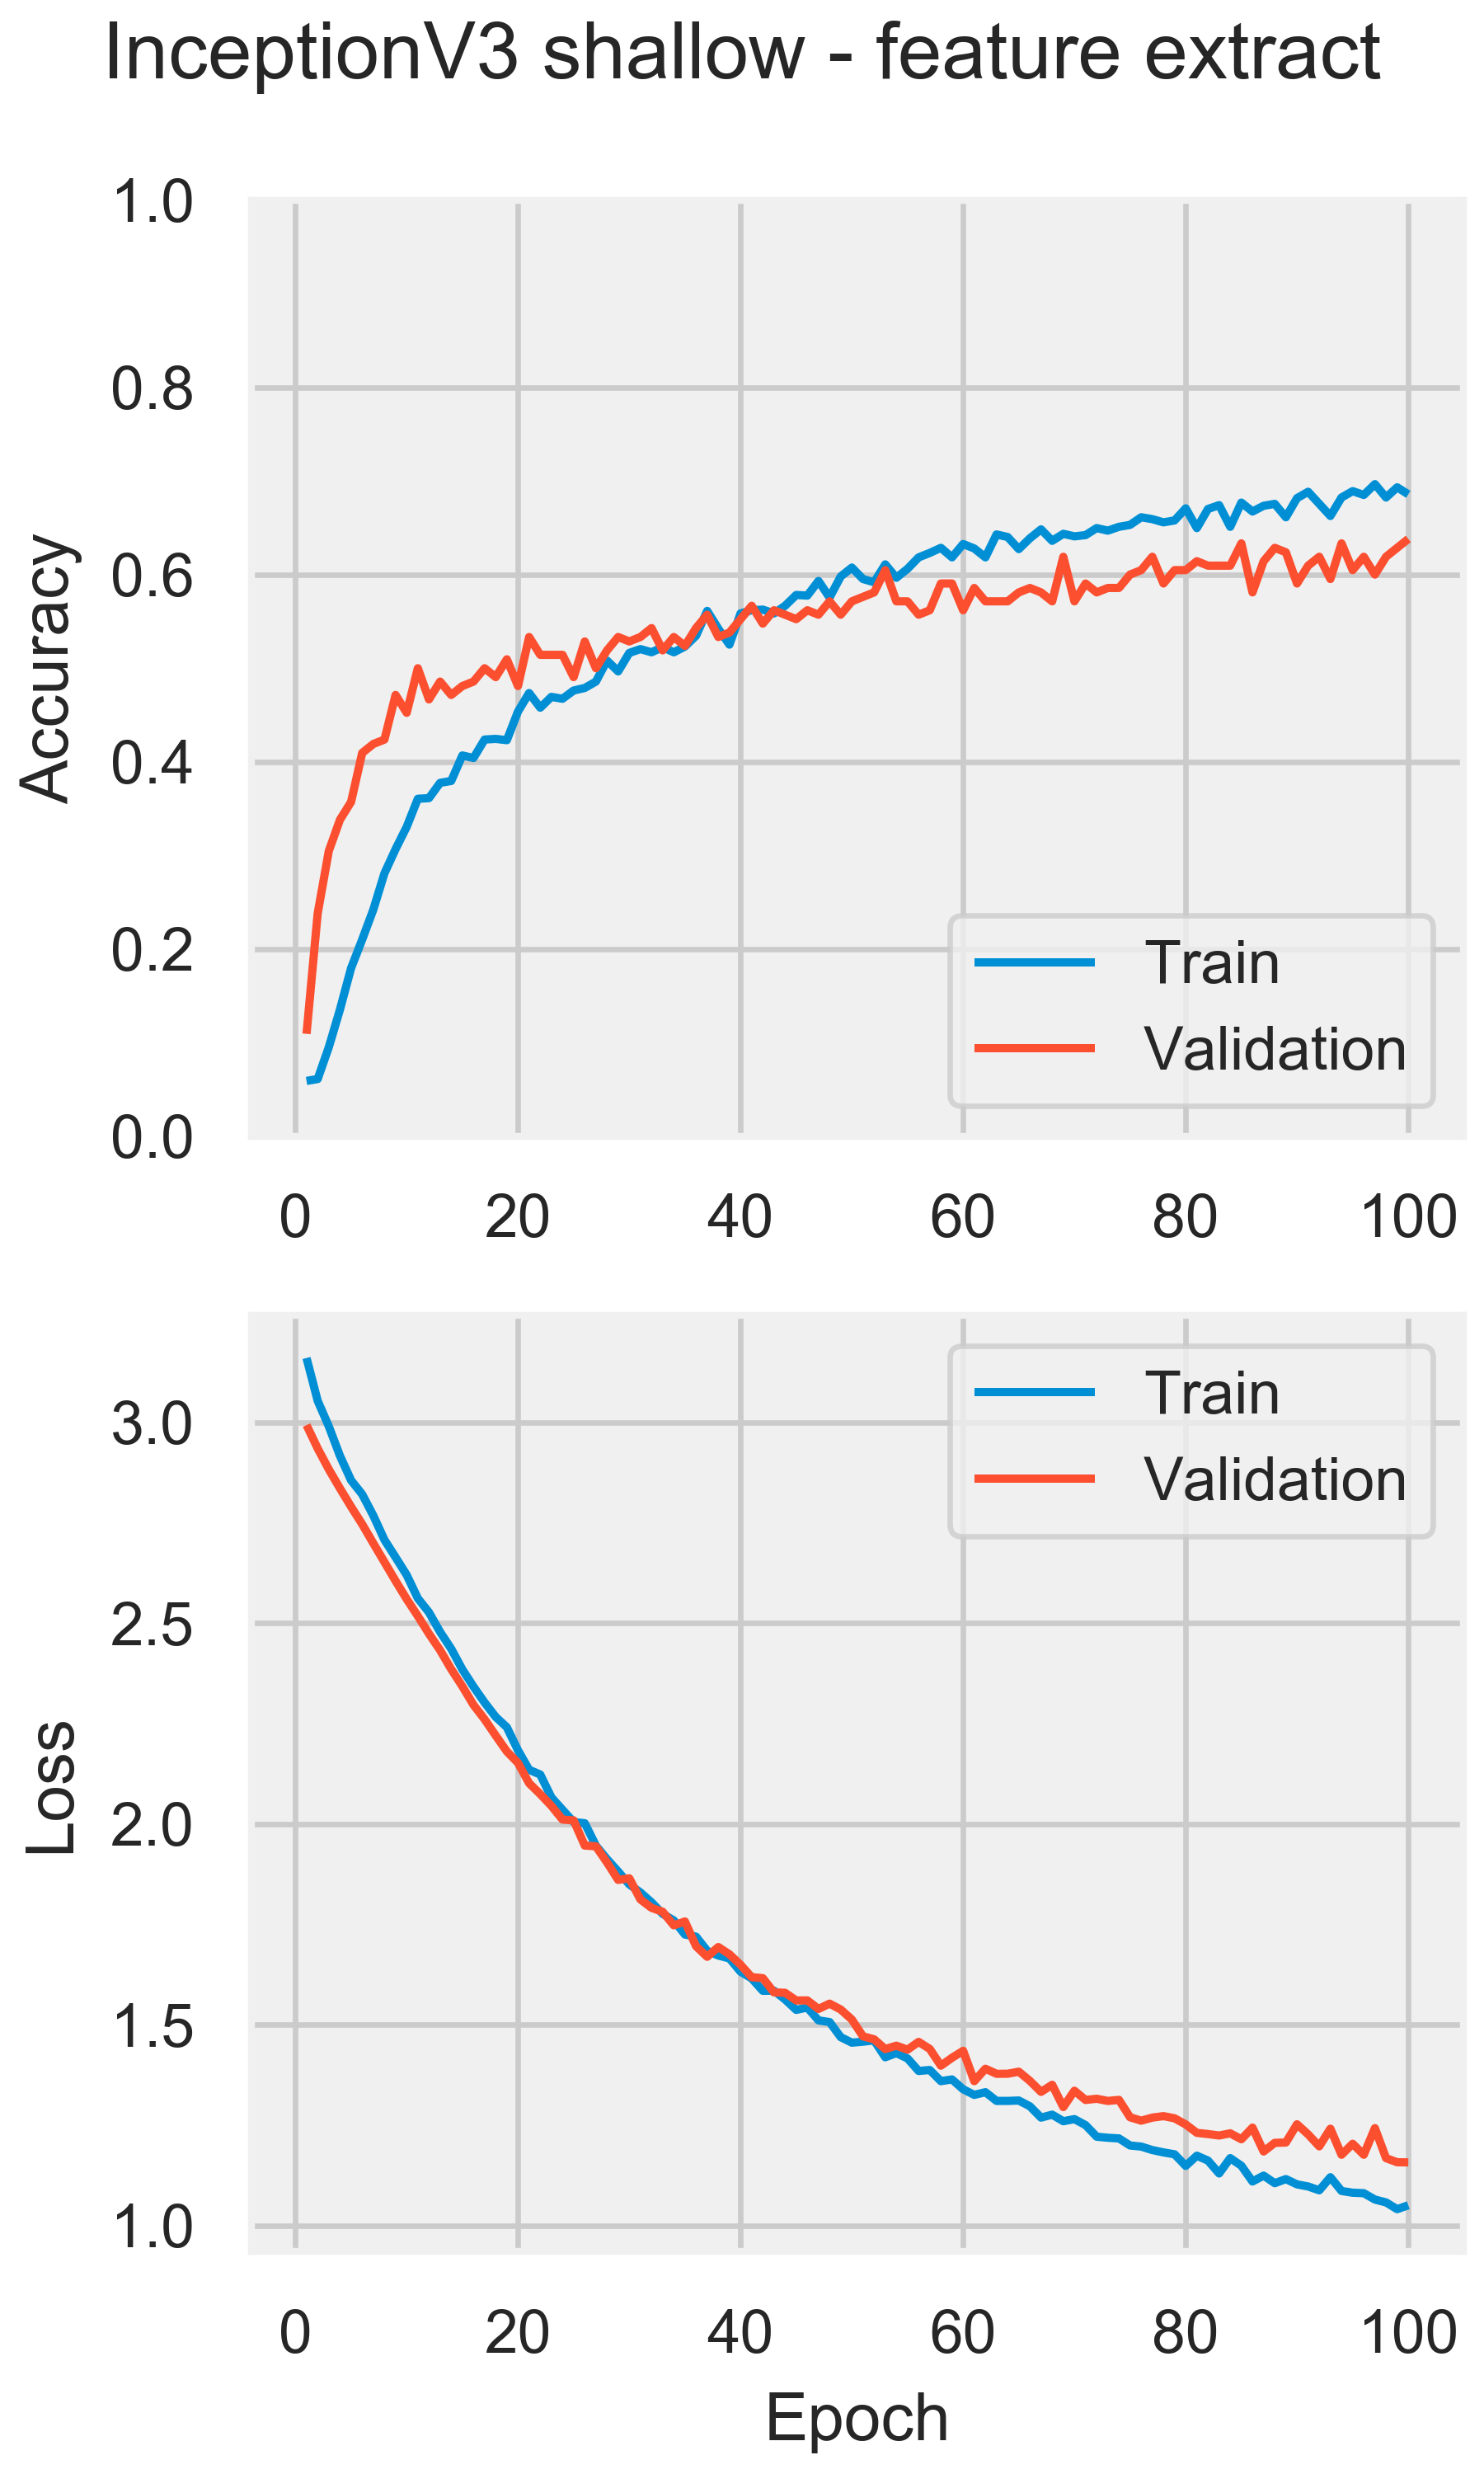 InceptionV3 shallow - feature extract
1.0
0.8
0.6
0.4
0.2
0.0
Accuracy
Train
Validation
0 20 40 60 80 100
3.0
2.5
2.0
1.5
1.0
Loss
Train
Validation
0 20 40 60 80 100
Epoch